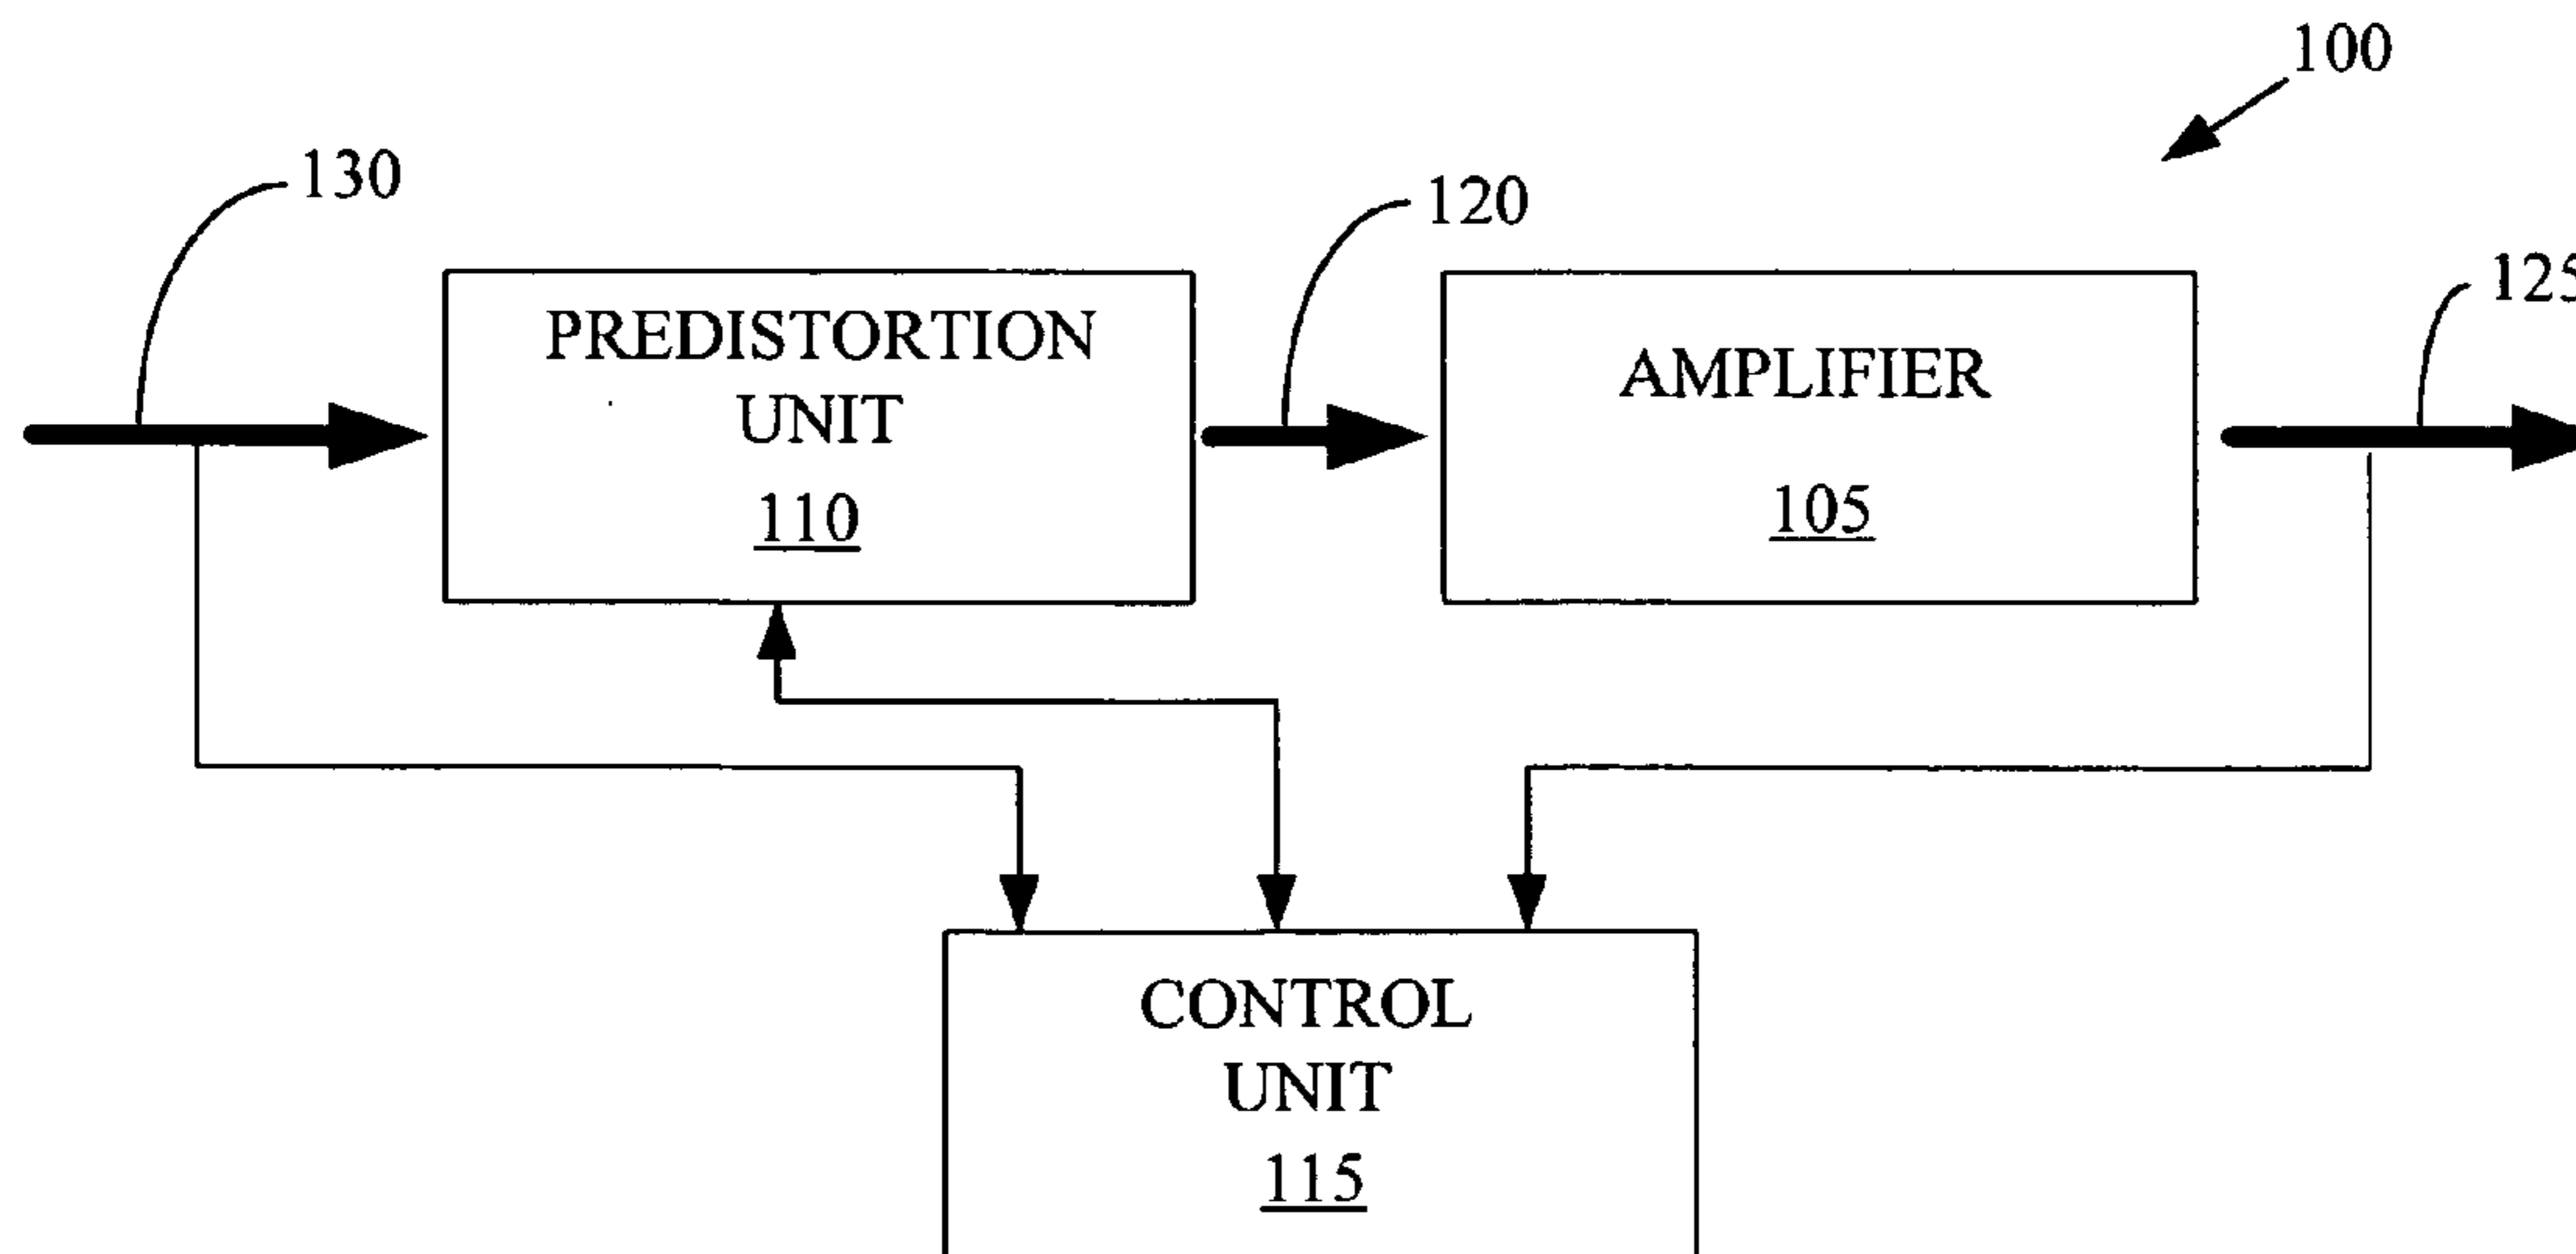 100
130
120
125
PREDISTORTION
UNIT
110
AMPLIFIER
105
CONTROL
UNIT
115